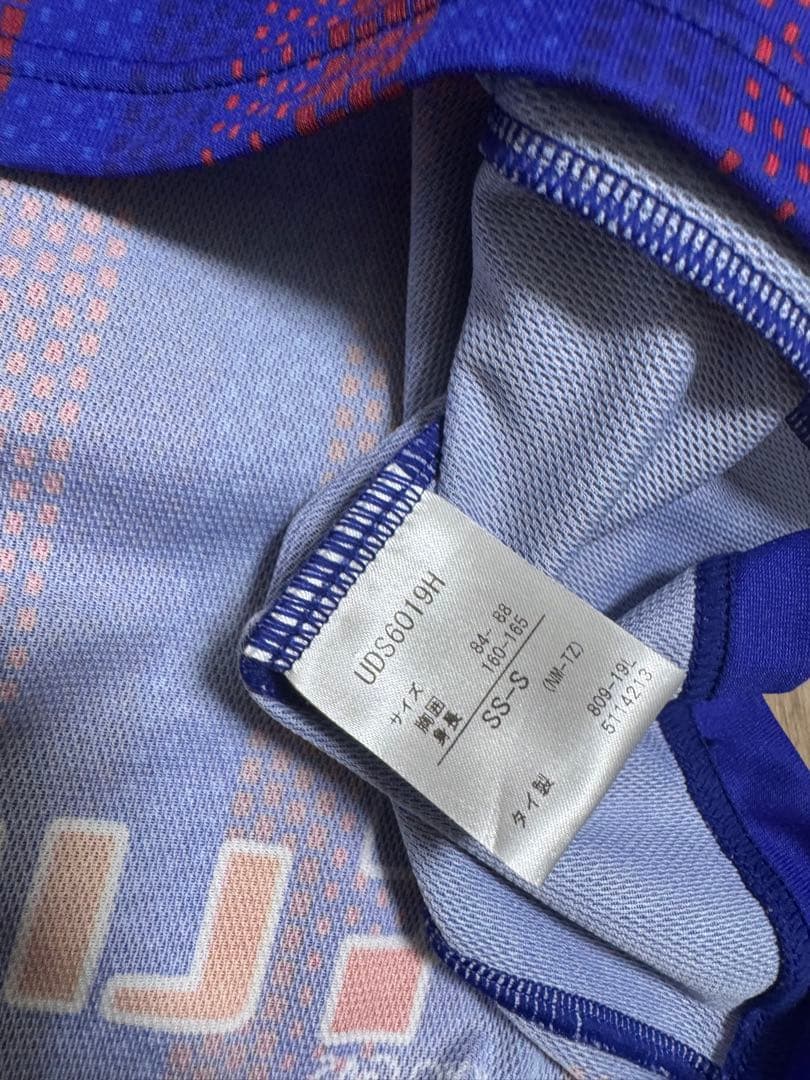 UDS6019H
サイズ
胸囲 84- 88
身長 160-165
SS-S
(NM-TZ)
809-19L
5114213
タイ製